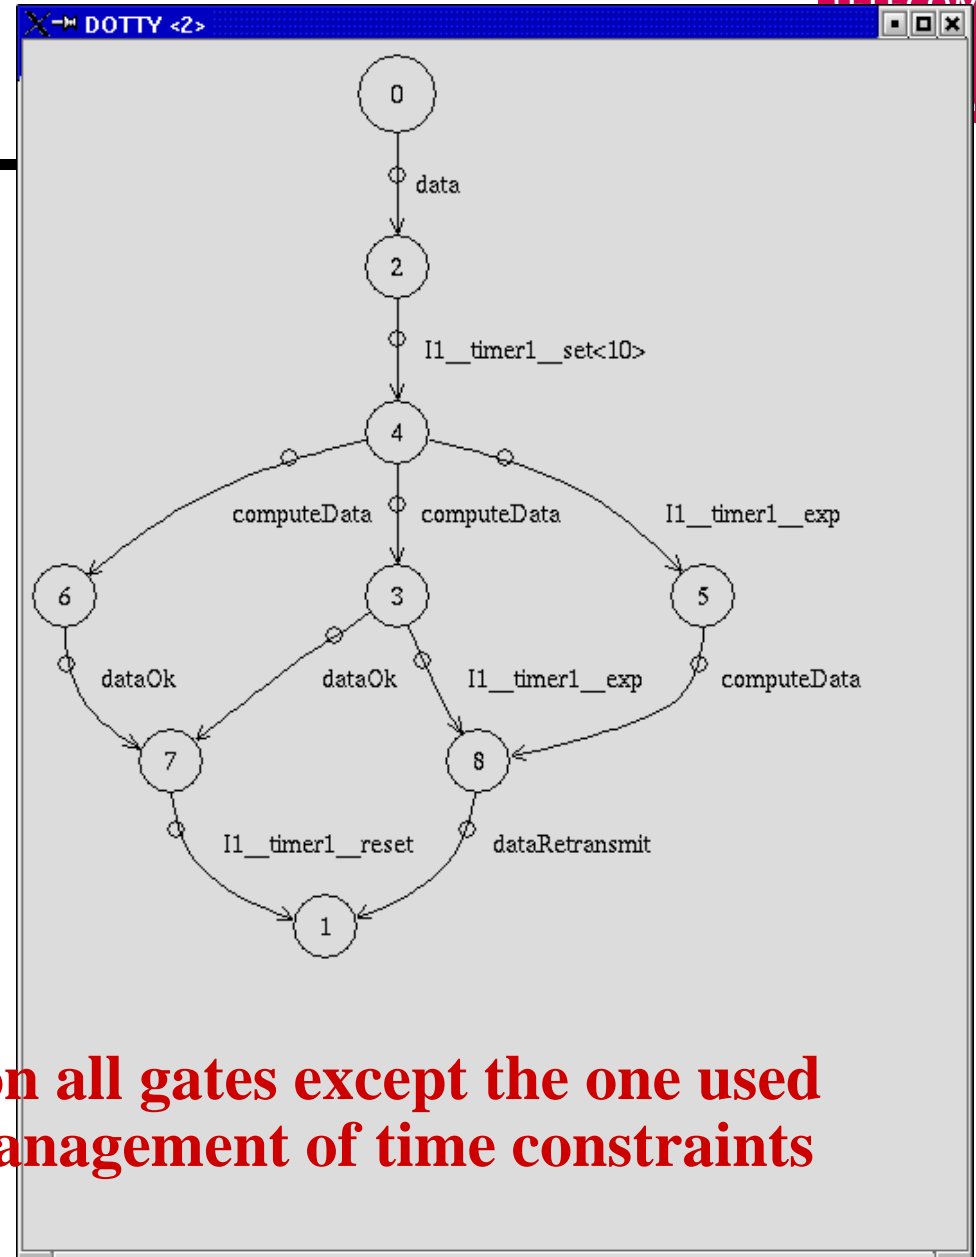 DOTTY <2>
0
data
2
I1__timer1__set<10>
4
computeData
computeData
I1__timer1__exp
6
3
5
dataOk
dataOk
I1__timer1__exp
computeData
7
8
I1__timer1__reset
dataRetransmit
1
on all gates except the one used
anagement of time constraints